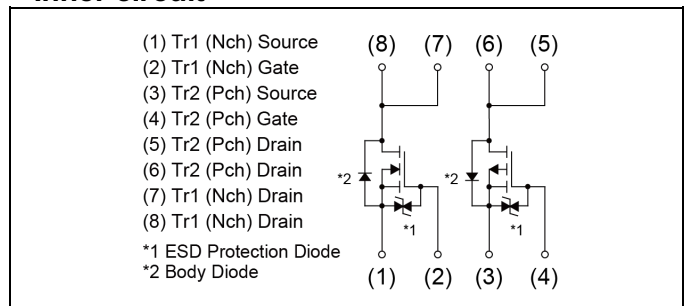 (1) Tr1 (Nch) Source
(2) Tr1 (Nch) Gate
(3) Tr2 (Pch) Source
(4) Tr2 (Pch) Gate
(5) Tr2 (Pch) Drain
(6) Tr2 (Pch) Drain
(7) Tr1 (Nch) Drain
(8) Tr1 (Nch) Drain
*1 ESD Protection Diode
*2 Body Diode
(8) (7) (6) (5)
*2 *2
*1 *1
(1) (2) (3) (4)